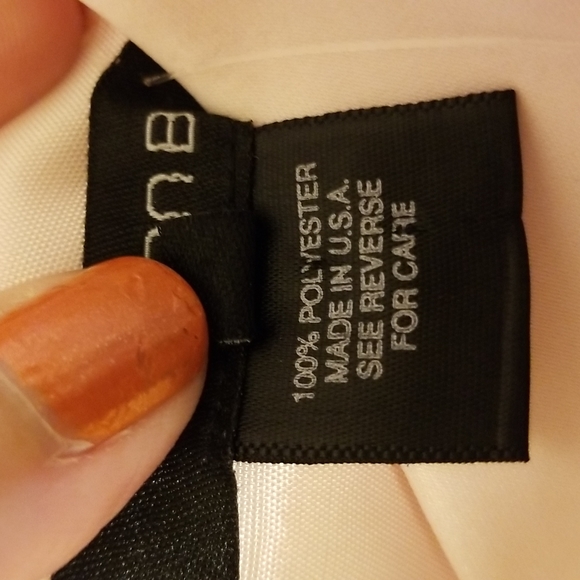 100% POLYESTER
MADE IN U.S.A.
SEE REVERSE
FOR CARE